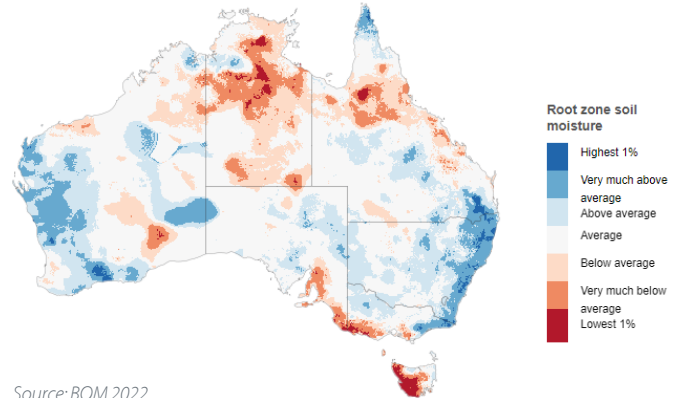 Root zone soil
moisture
Highest 1%
Very much above
average
Above average
Average
Below average
Very much below
average
Lowest 1%
Source: BOM 2022